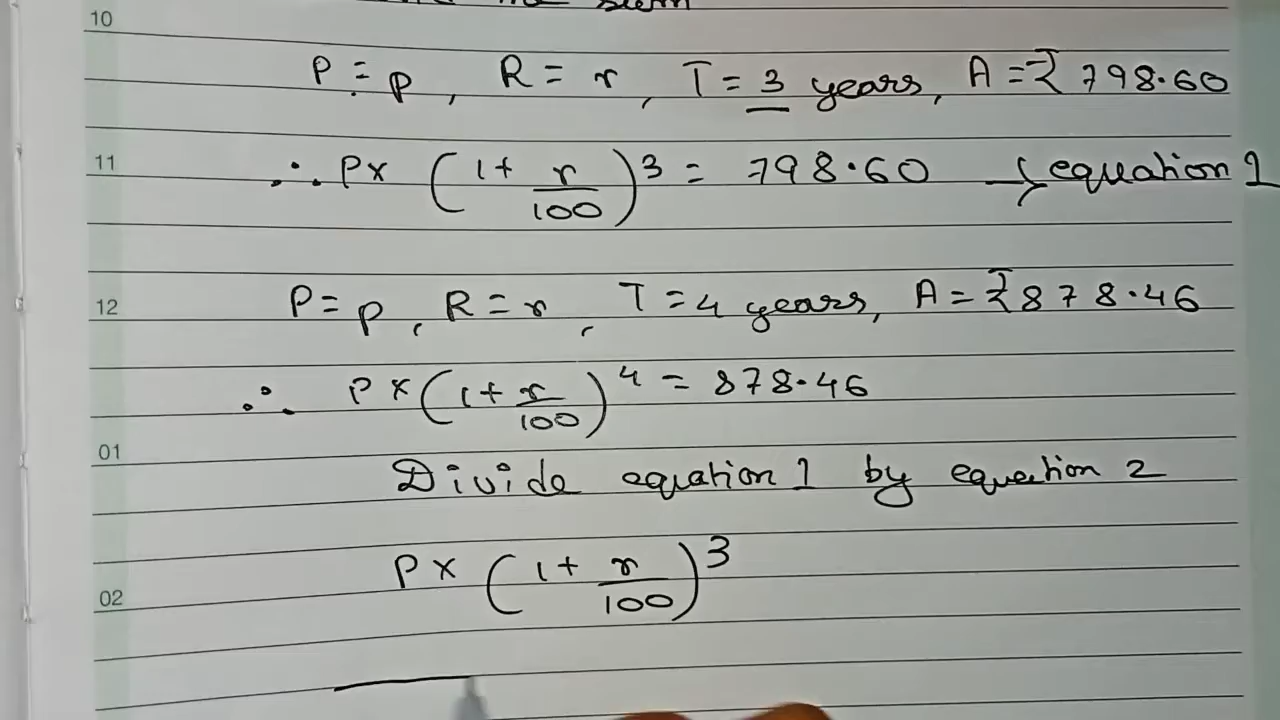 10
P = p, R = r, T = 3 years, A = ₹ 798.60
11 ∴ P× (1 + r/100)³ = 798.60 → equation 1
12 P = p, R = r, T = 4 years, A = ₹878.46
∴ P × (1 + r/100)⁴ = 878.46
01
Divide equation 1 by equation 2
02 P × (1 + r/100)³